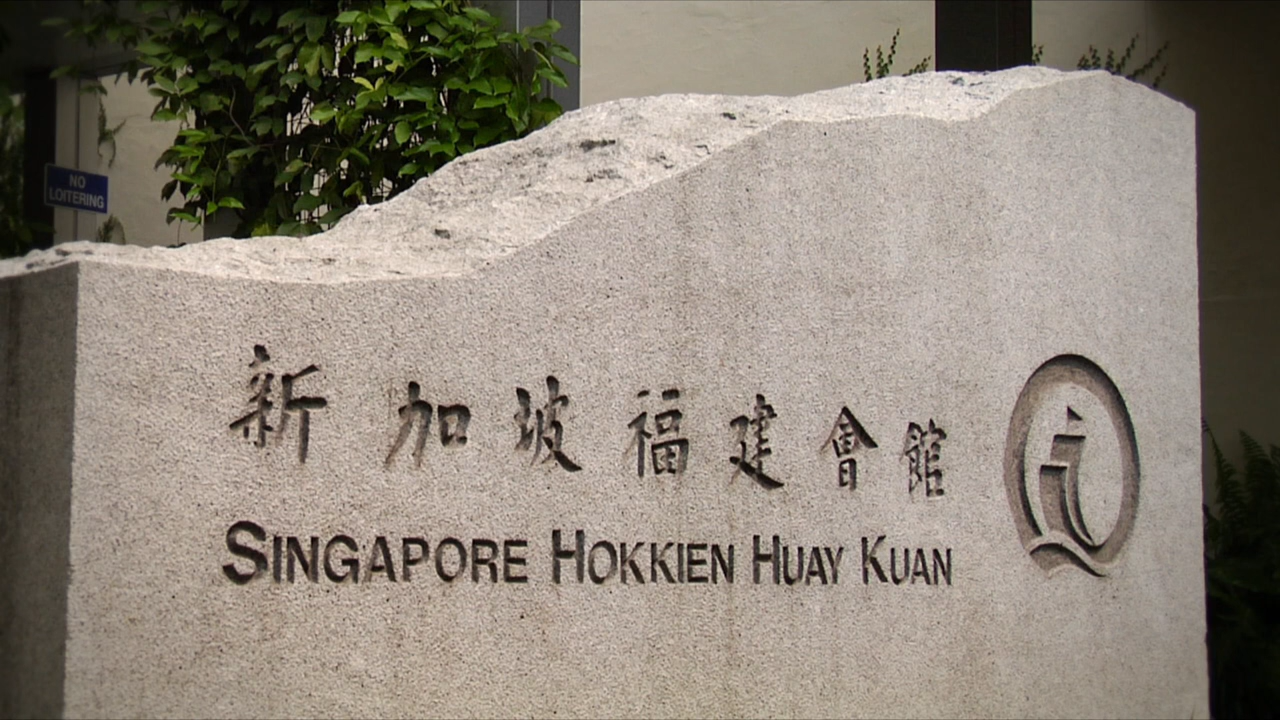 NO
LOITERING
新加坡福建會館
SINGAPORE HOKKIEN HUAY KUAN